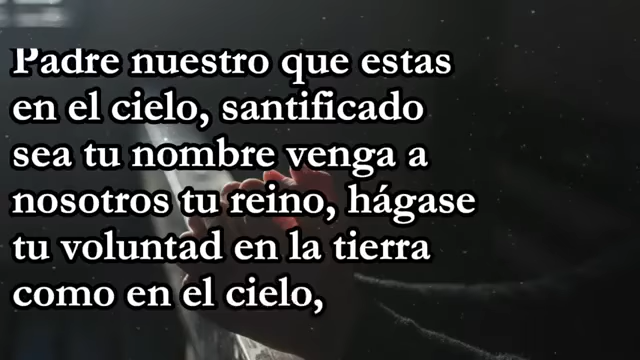 Padre nuestro que estas
en el cielo, santificado
sea tu nombre venga a
nosotros tu reino, hágase
tu voluntad en la tierra
como en el cielo,